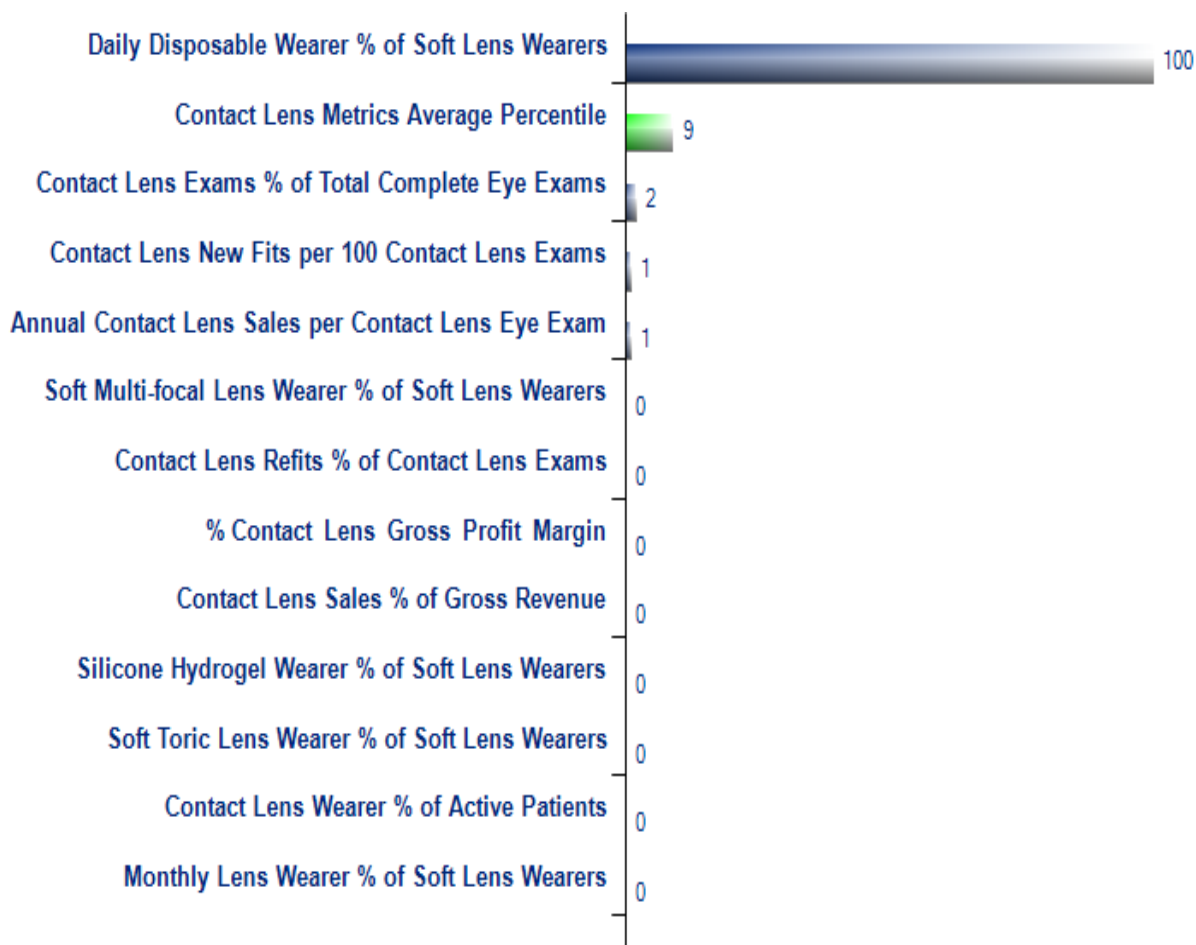 Daily Disposable Wearer % of Soft Lens Wearers
100
Contact Lens Metrics Average Percentile
9
Contact Lens Exams % of Total Complete Eye Exams
2
Contact Lens New Fits per 100 Contact Lens Exams
1
Annual Contact Lens Sales per Contact Lens Eye Exam
1
Soft Multi-focal Lens Wearer % of Soft Lens Wearers
0
Contact Lens Refits % of Contact Lens Exams
0
% Contact Lens Gross Profit Margin
0
Contact Lens Sales % of Gross Revenue
0
Silicone Hydrogel Wearer % of Soft Lens Wearers
0
Soft Toric Lens Wearer % of Soft Lens Wearers
0
Contact Lens Wearer % of Active Patients
0
Monthly Lens Wearer % of Soft Lens Wearers
0